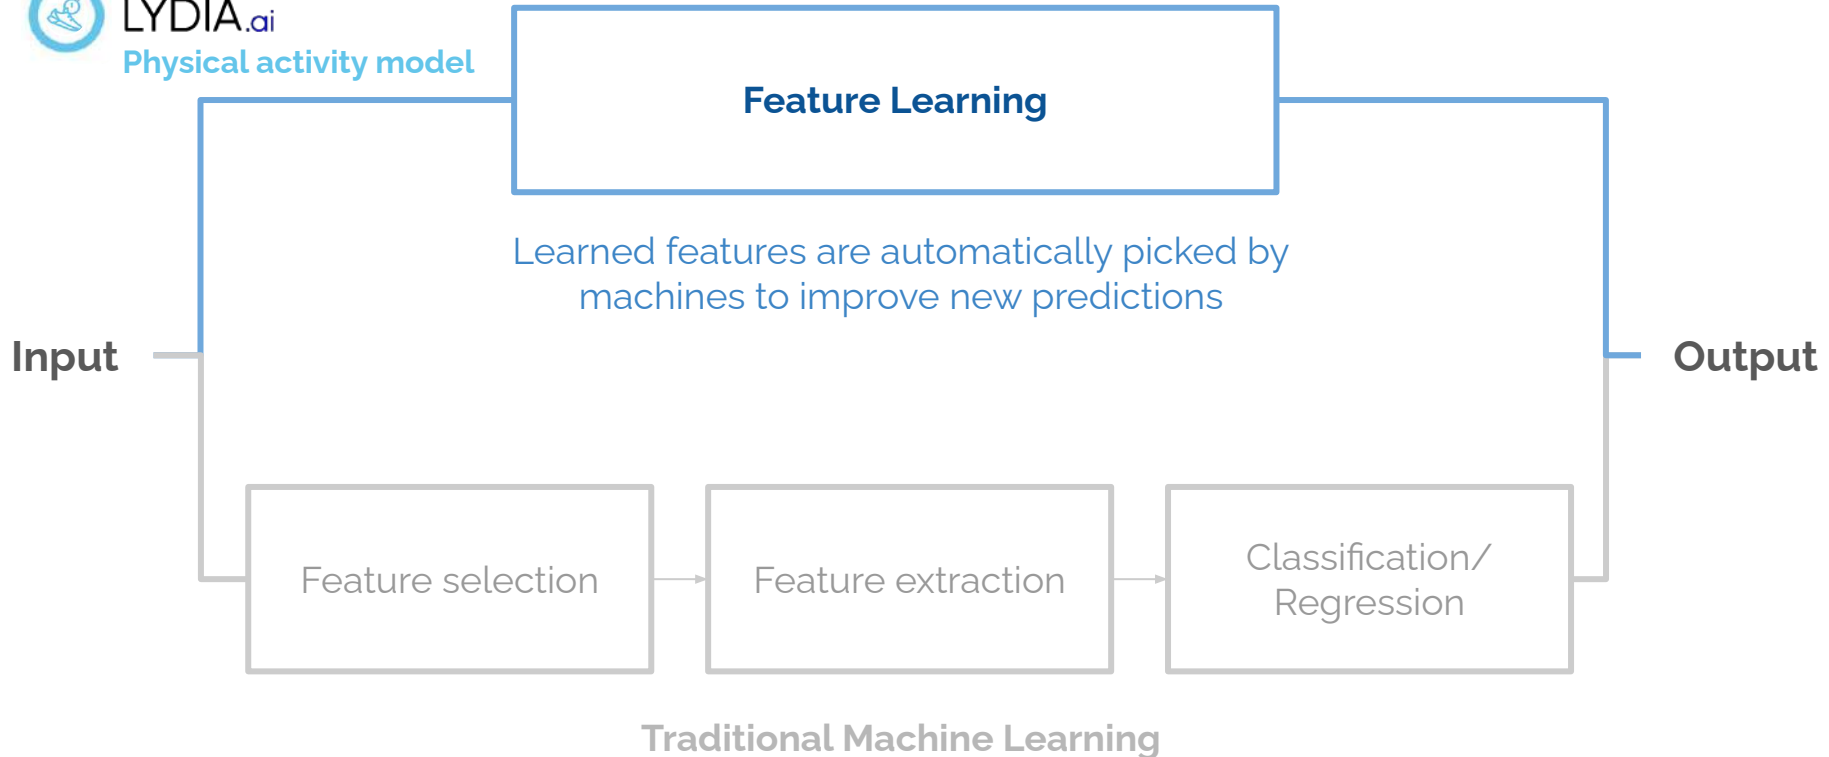 LYDIA.ai
Physical activity model
Feature Learning
Learned features are automatically picked by
machines to improve new predictions
Input
Output
Feature selection
Feature extraction
Classification/
Regression
Traditional Machine Learning